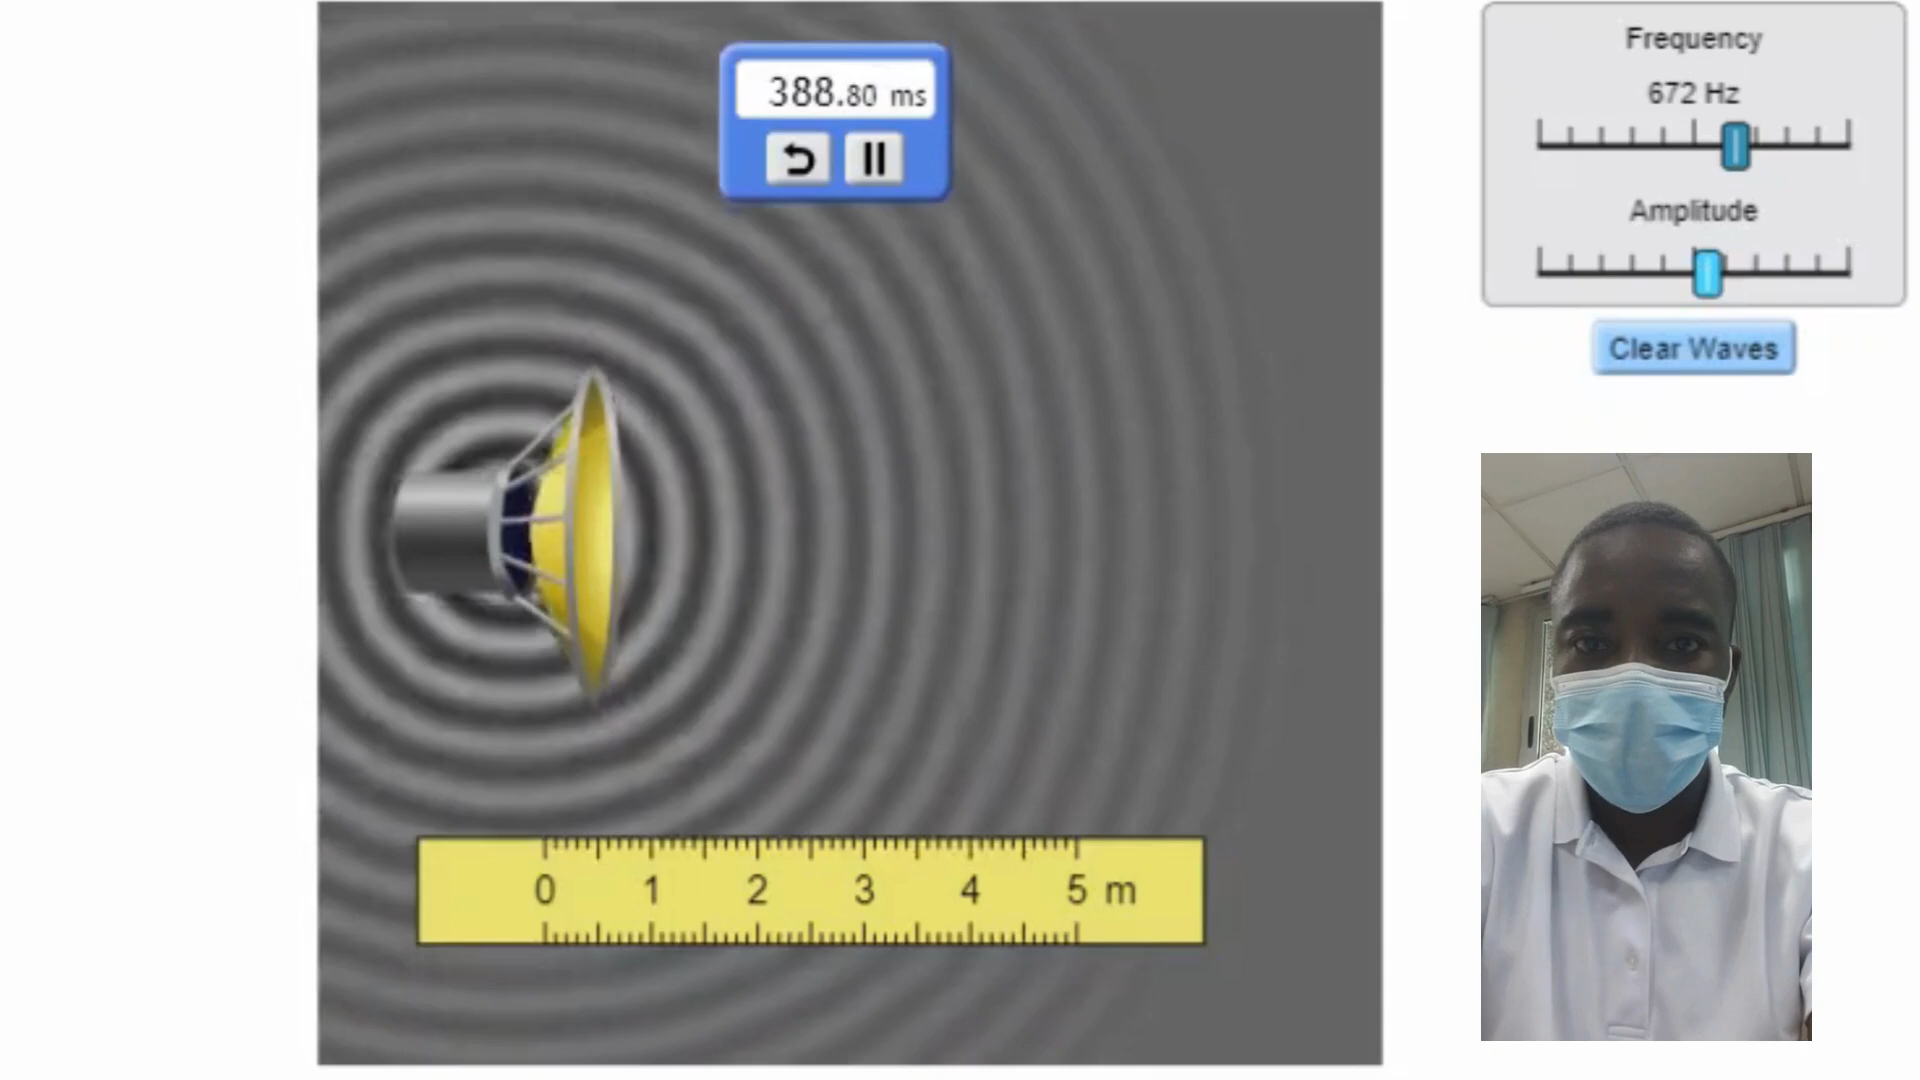 388.80 ms
Frequency
672 Hz
Amplitude
Clear Waves
0 1 2 3 4 5 m